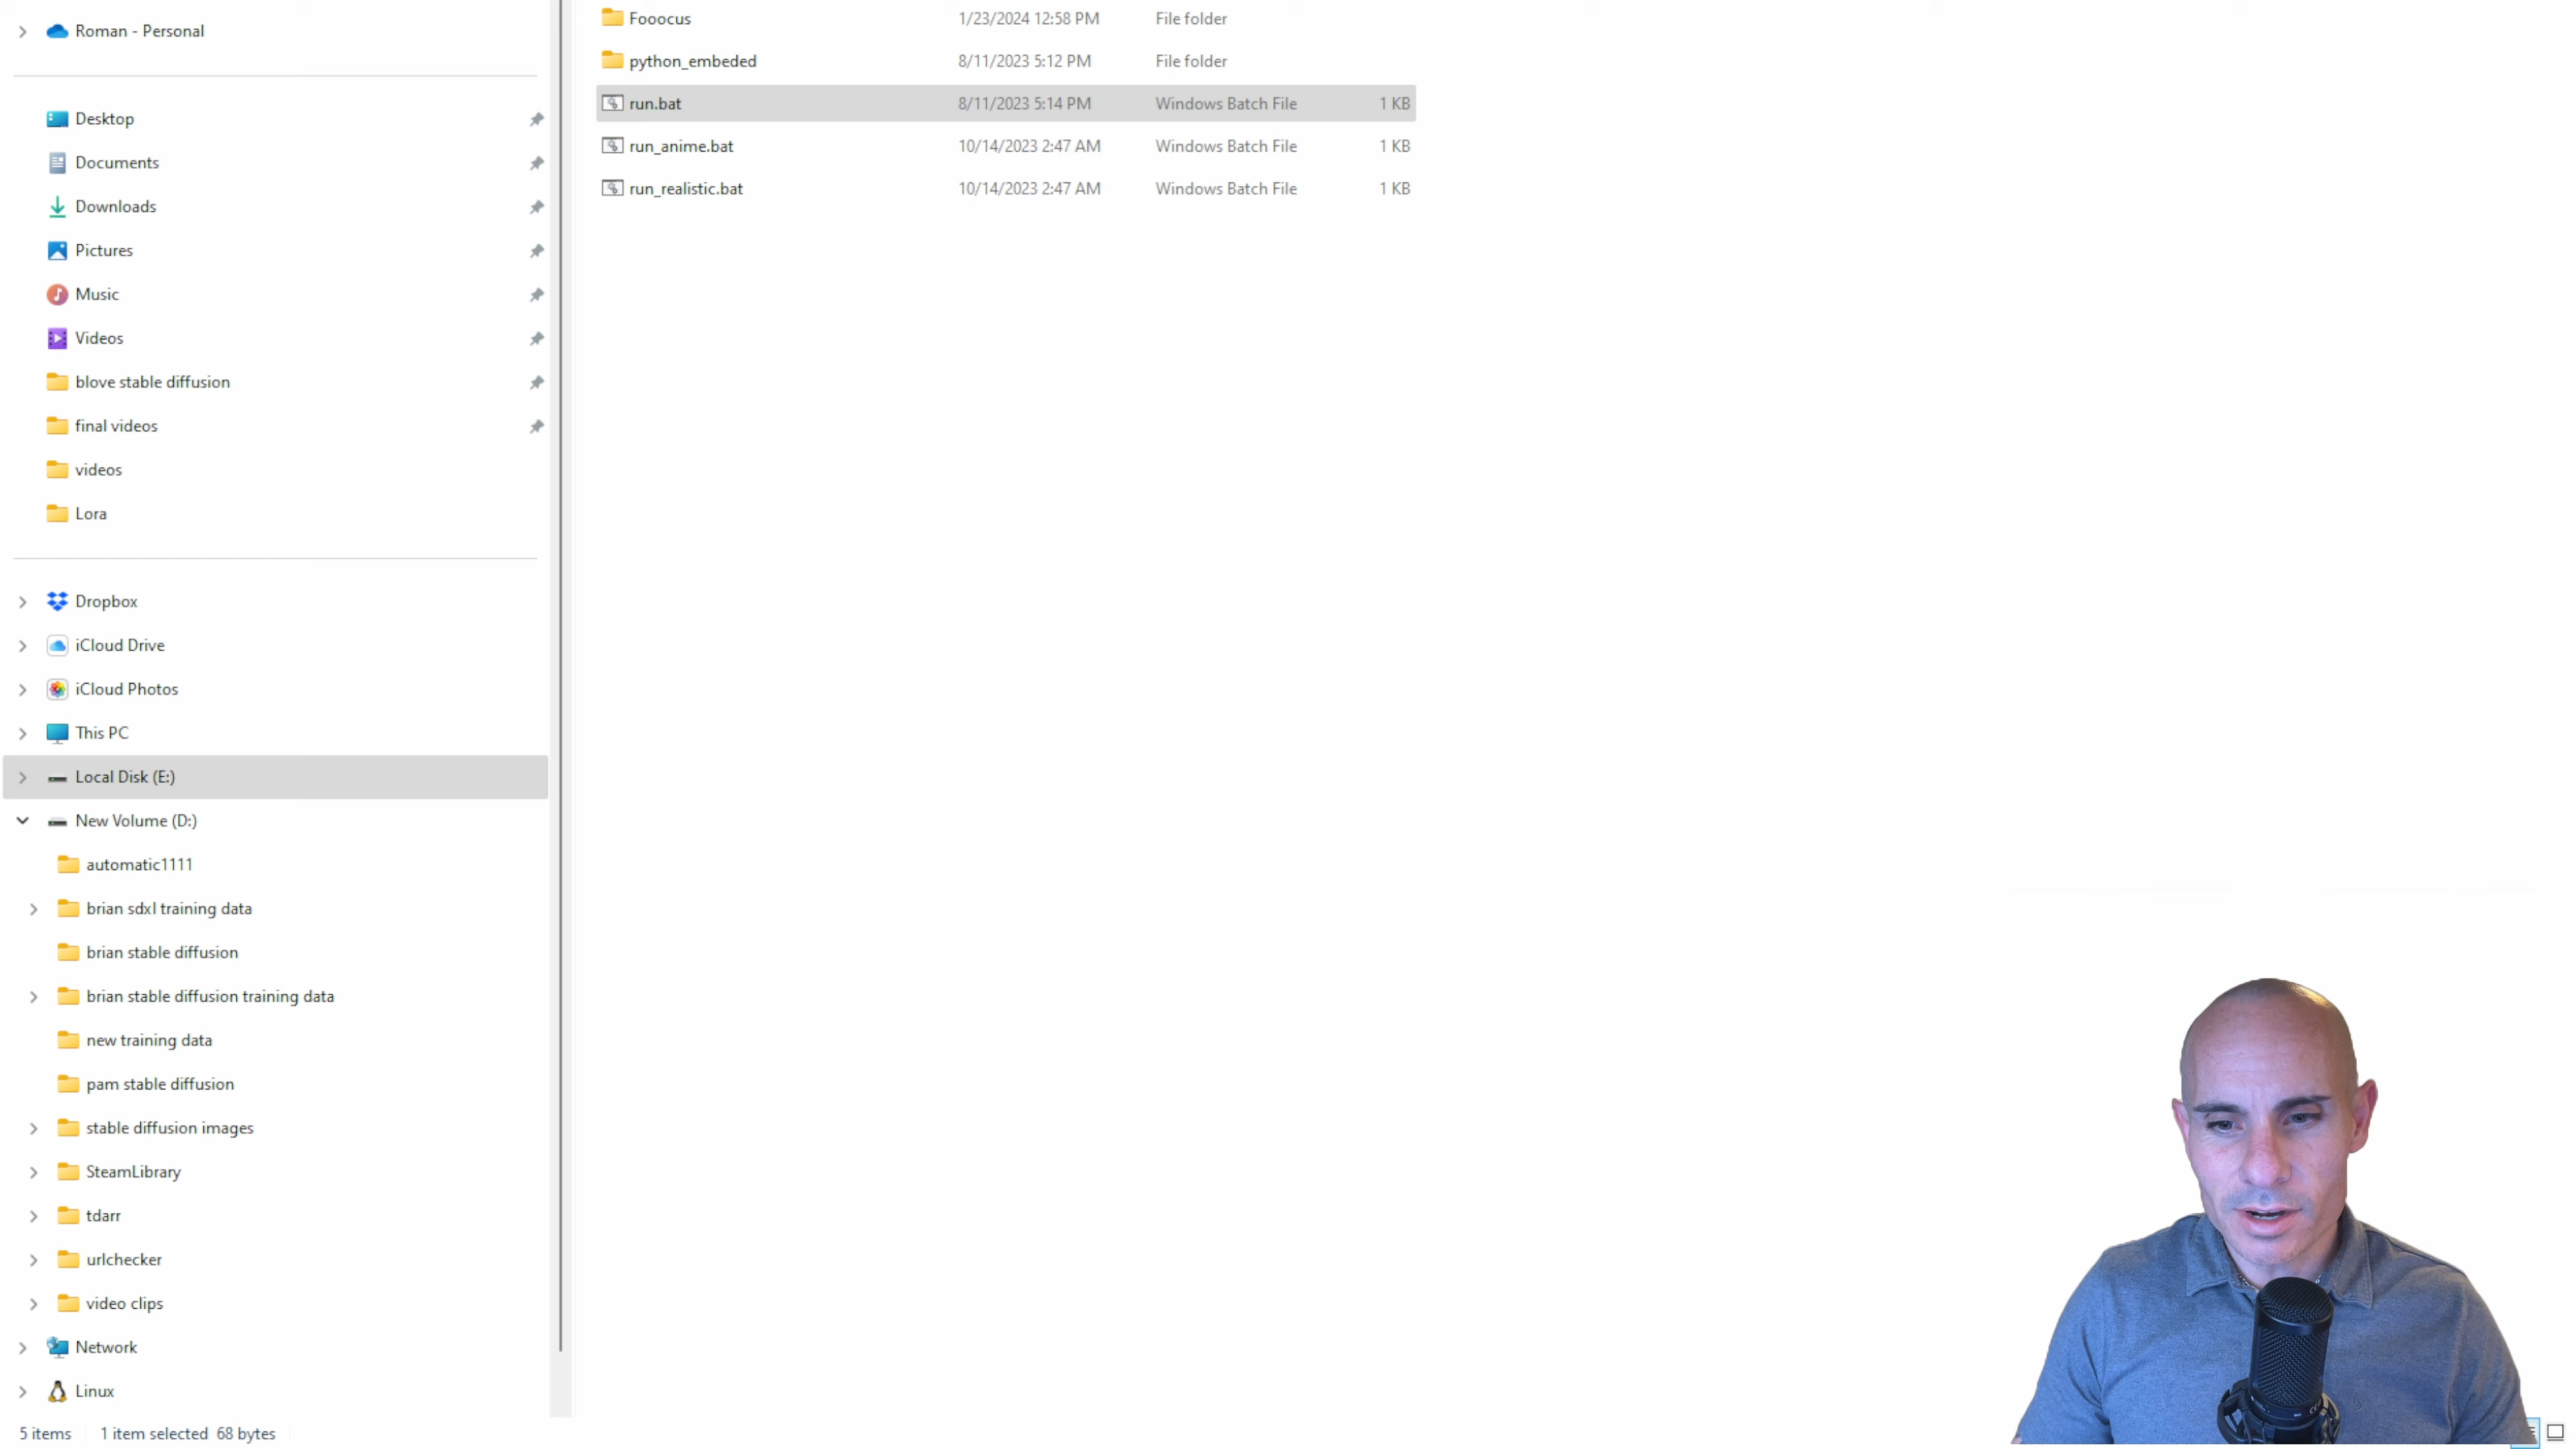 Roman - Personal
Desktop
Documents
Downloads
Pictures
Music
Videos
blove stable diffusion
final videos
videos
Lora
Dropbox
iCloud Drive
iCloud Photos
This PC
Local Disk (E:)
New Volume (D:)
automatic1111
brian sdxl training data
brian stable diffusion
brian stable diffusion training data
new training data
pam stable diffusion
stable diffusion images
SteamLibrary
tdarr
urlchecker
video clips
Network
Linux
Fooocus 1/23/2024 12:58 PM File folder
python_embeded 8/11/2023 5:12 PM File folder
run.bat 8/11/2023 5:14 PM Windows Batch File 1 KB
run_anime.bat 10/14/2023 2:47 AM Windows Batch File 1 KB
run_realistic.bat 10/14/2023 2:47 AM Windows Batch File 1 KB
5 items 1 item selected 68 bytes